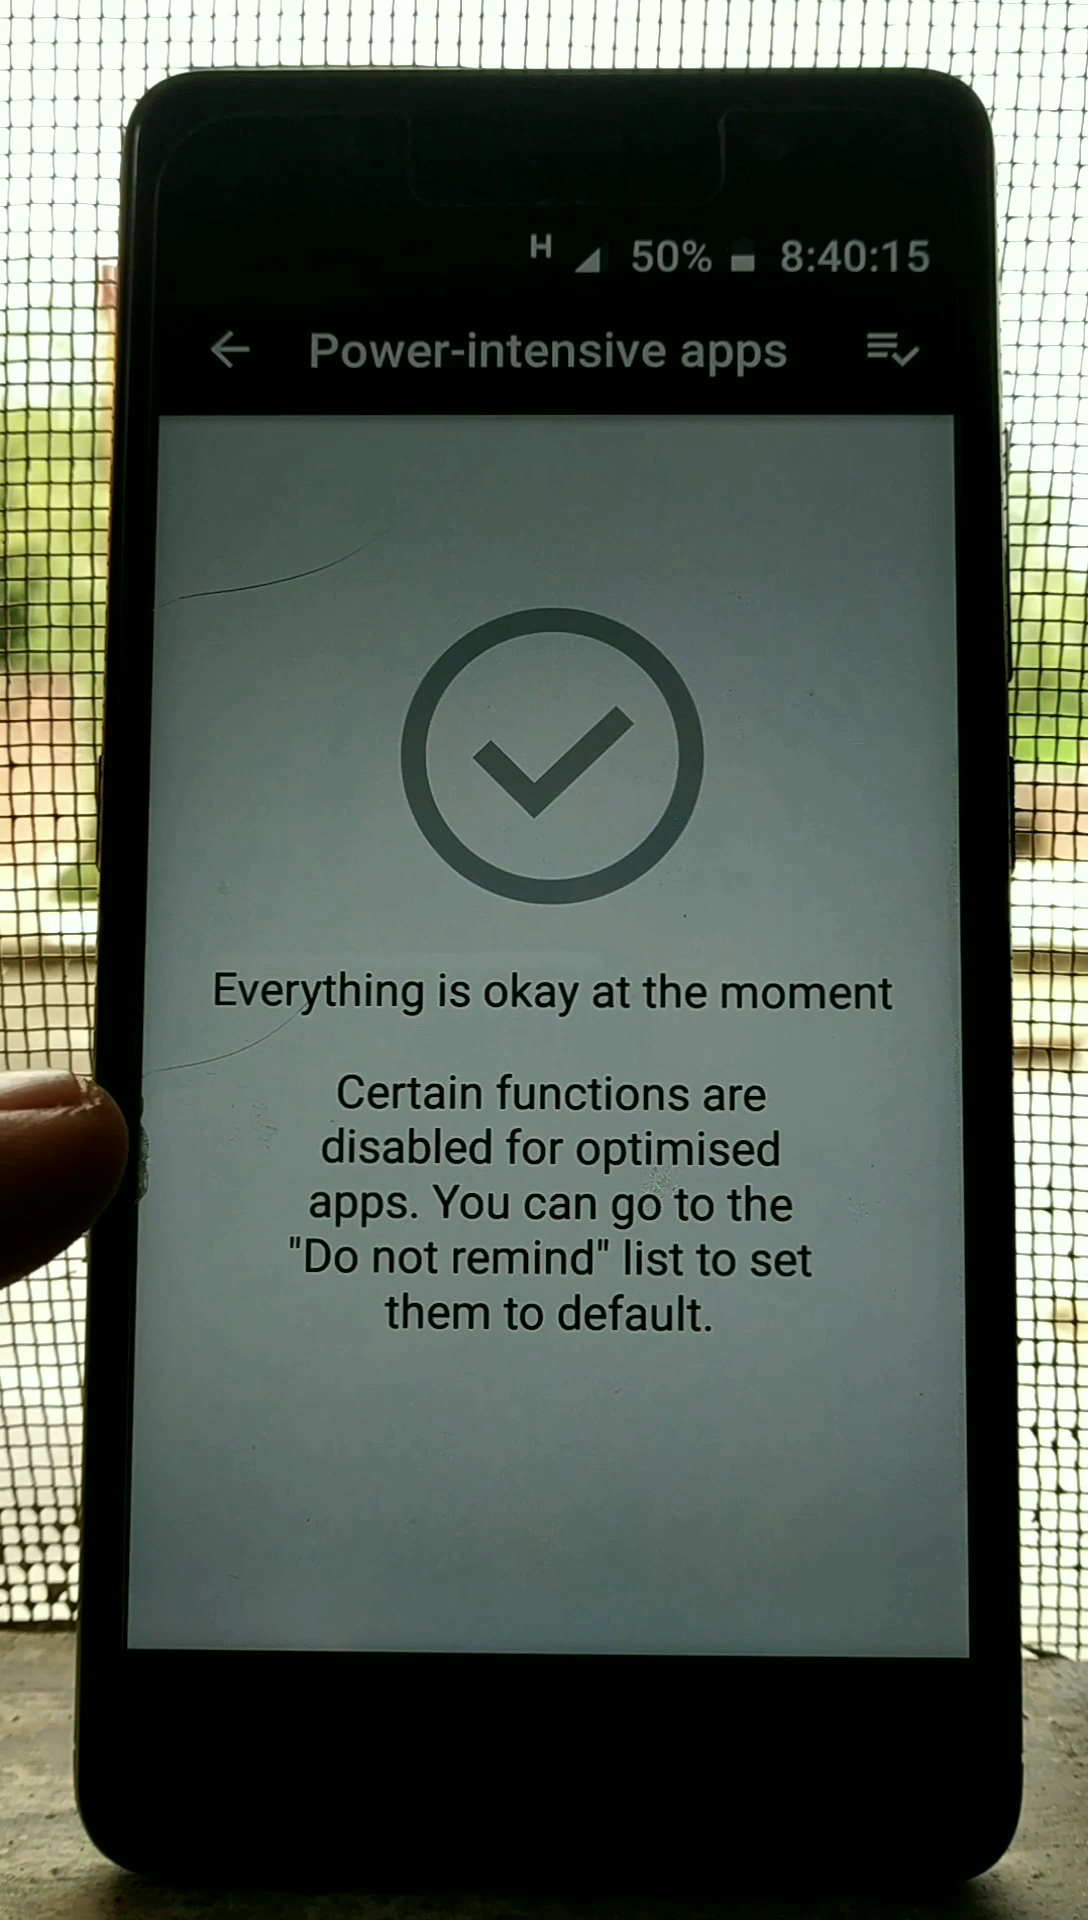 H 50% 8:40:15
Power-intensive apps
Everything is okay at the moment
Certain functions are
disabled for optimised
apps. You can go to the
"Do not remind" list to set
them to default.